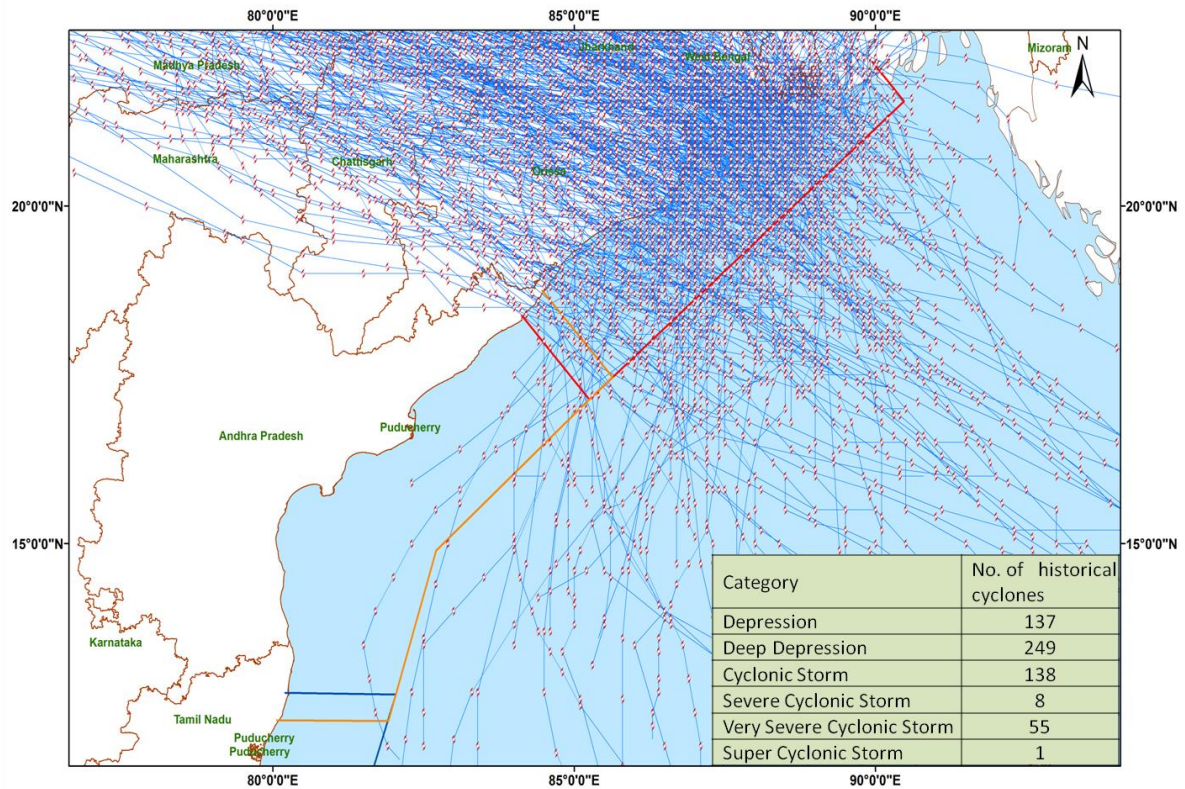 80°0'0"E 85°0'0"E 90°0'0"E
Jharkhand
Mizoram
West Bengal
N
Madhya Pradesh
Maharashtra
Chattisgarh
Orissa
20°0'0"N 20°0'0"N
Puducherry
Andhra Pradesh
15°0'0"N 15°0'0"N
Category No. of historical cyclones
Depression 137
Deep Depression 249
Cyclonic Storm 138
Severe Cyclonic Storm 8
Very Severe Cyclonic Storm 55
Super Cyclonic Storm 1
Karnataka
Tamil Nadu
Puducherry
Puducherry
80°0'0"E 85°0'0"E 90°0'0"E